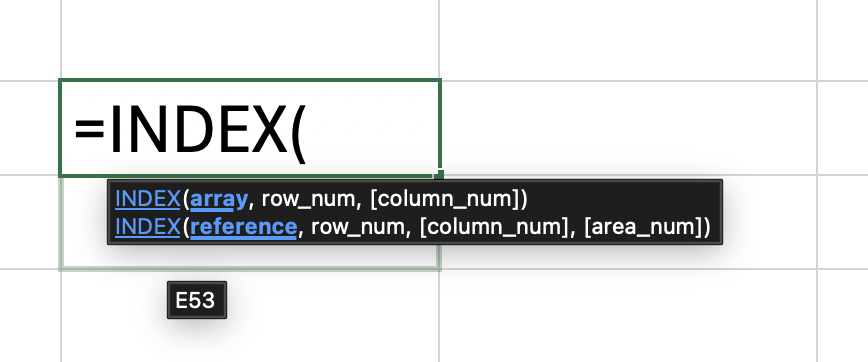 =INDEX(
INDEX(array, row_num, [column_num])
INDEX(reference, row_num, [column_num], [area_num])
E53